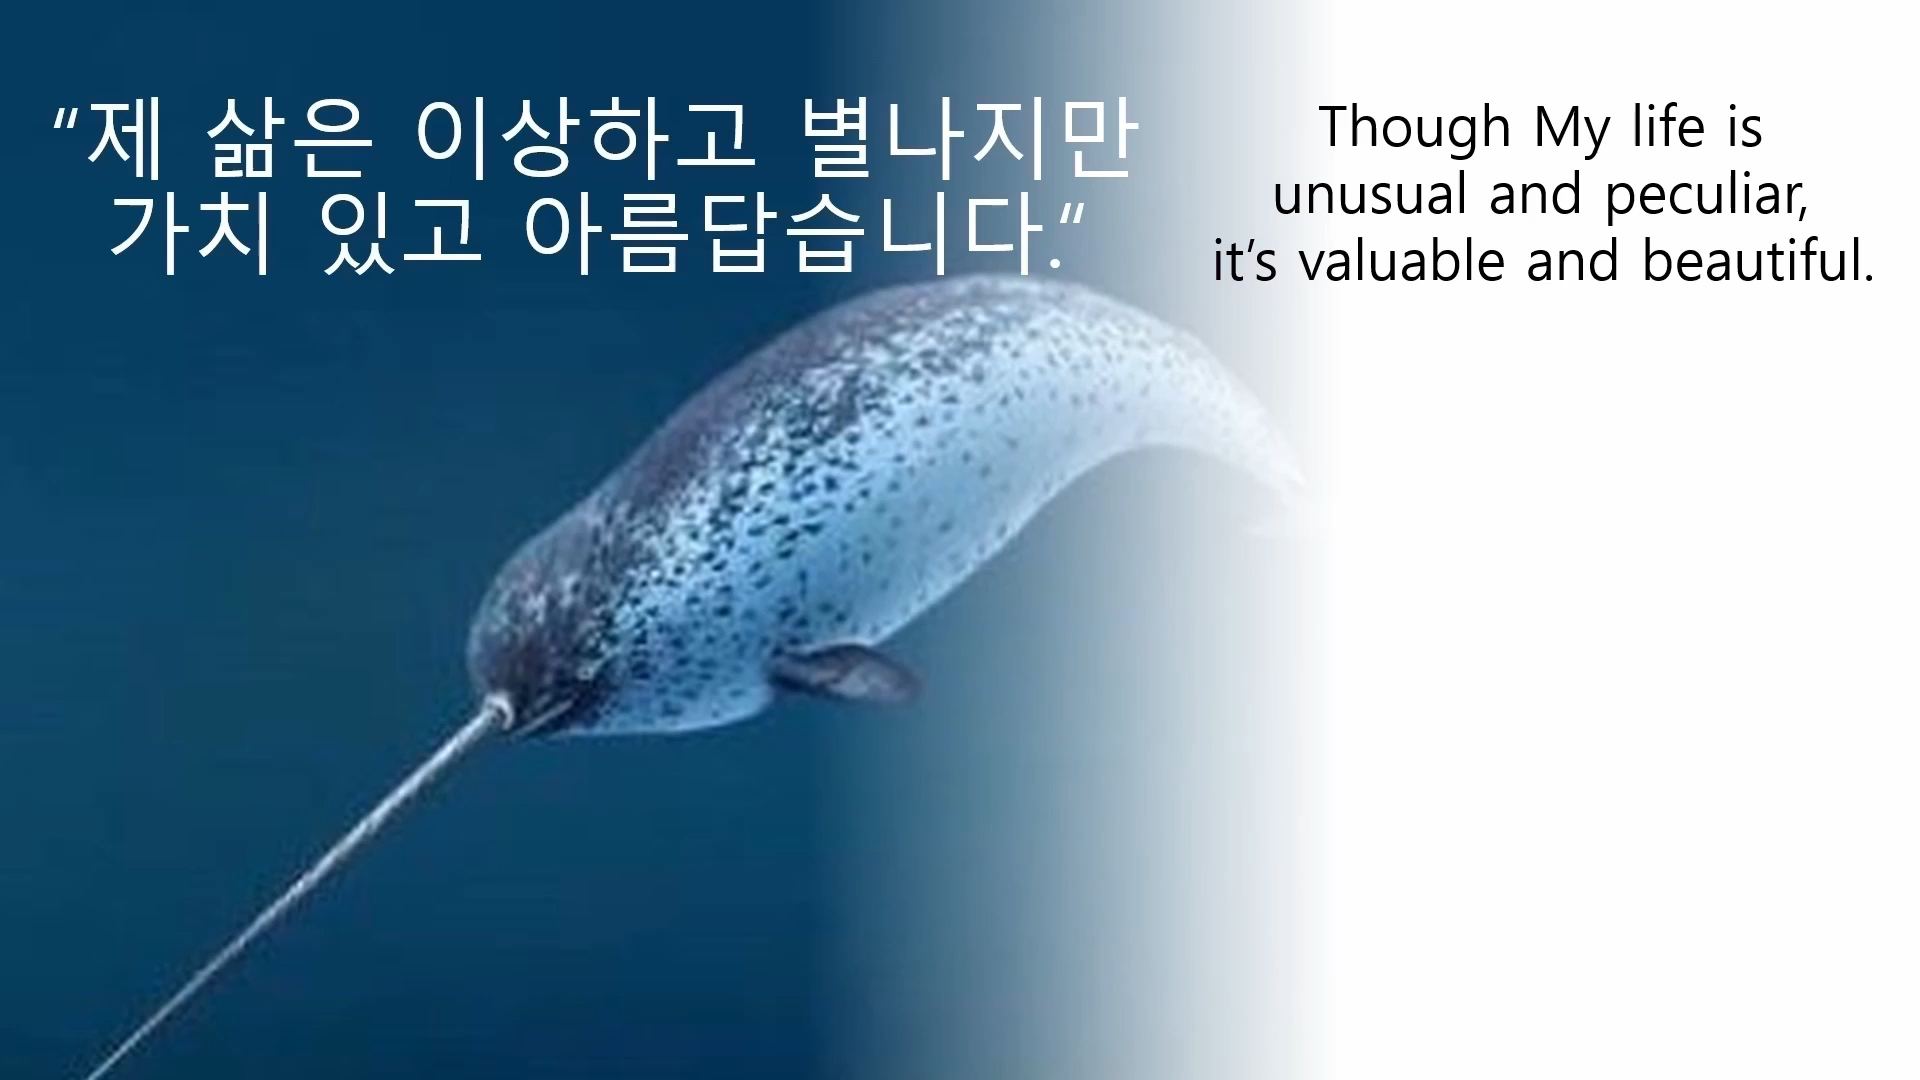 “제 삶은 이상하고 별나지만
가치 있고 아름답습니다.“
Though My life is
unusual and peculiar,
it’s valuable and beautiful.